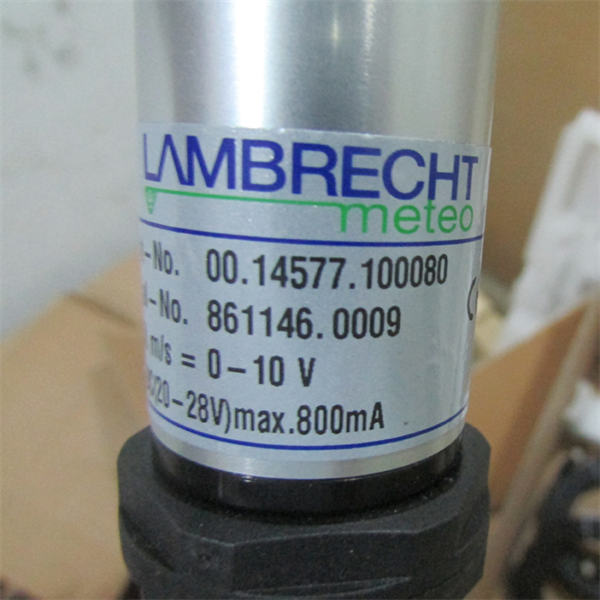 LAMBRECHT
meteo
-No. 00.14577.100080
-No. 861146.0009
m/s = 0-10 V
(20-28V)max.800mA